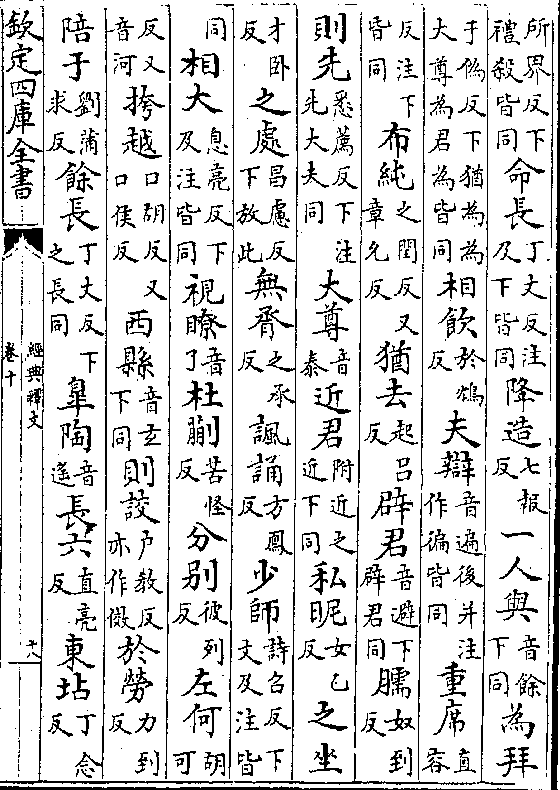 所界反下禮殺皆同命長丁丈反注及下皆同降造七報反一人與音餘下同為拜
于偽反下猶為為大尊為君為皆同相飲於鴆反夫辯音遍後并注作徧皆同重席直容
反注下皆同布純之閏反又章允反猶去起呂反辟君音避下辟君同臑奴到反
則先悉薦反下注先大夫同大尊音泰近君附近之近下同私昵女乙反之坐
才卧反之處昌慮反下放此無脀之承反諷誦方鳳反少師詩召反下文及注皆
同相大息亮反下及注皆同視瞭音了杜蒯苦怪反分別彼列反左何胡可
反又音河挎越口胡反又口侯反西縣音玄下同則詨户教反亦作傚於勞力到反
陪于劉蒲求反餘長丁丈反下之長同皐陶音遙長六直亮反東坫丁念反
欽定四庫全書
經典釋文
卷十
十八